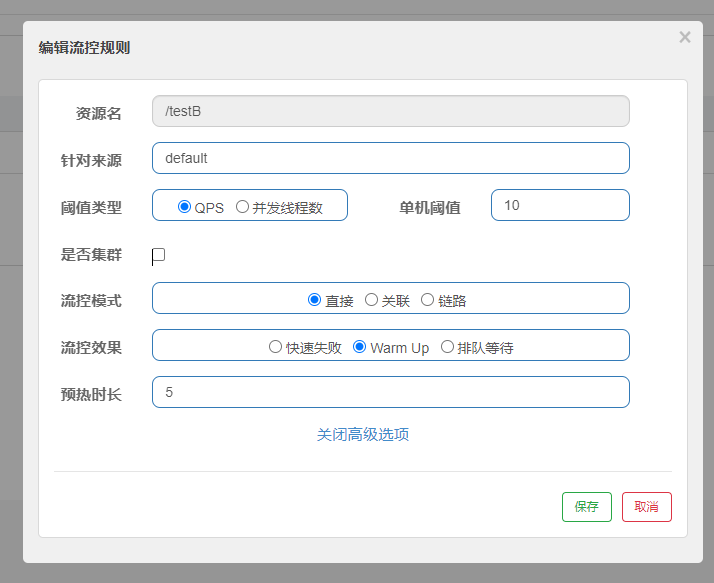 编辑流控规则 ×
资源名 /testB
针对来源 default
阈值类型 QPS 并发线程数 单机阈值 10
是否集群
流控模式 直接 关联 链路
流控效果 快速失败 Warm Up 排队等待
预热时长 5
关闭高级选项
保存 取消